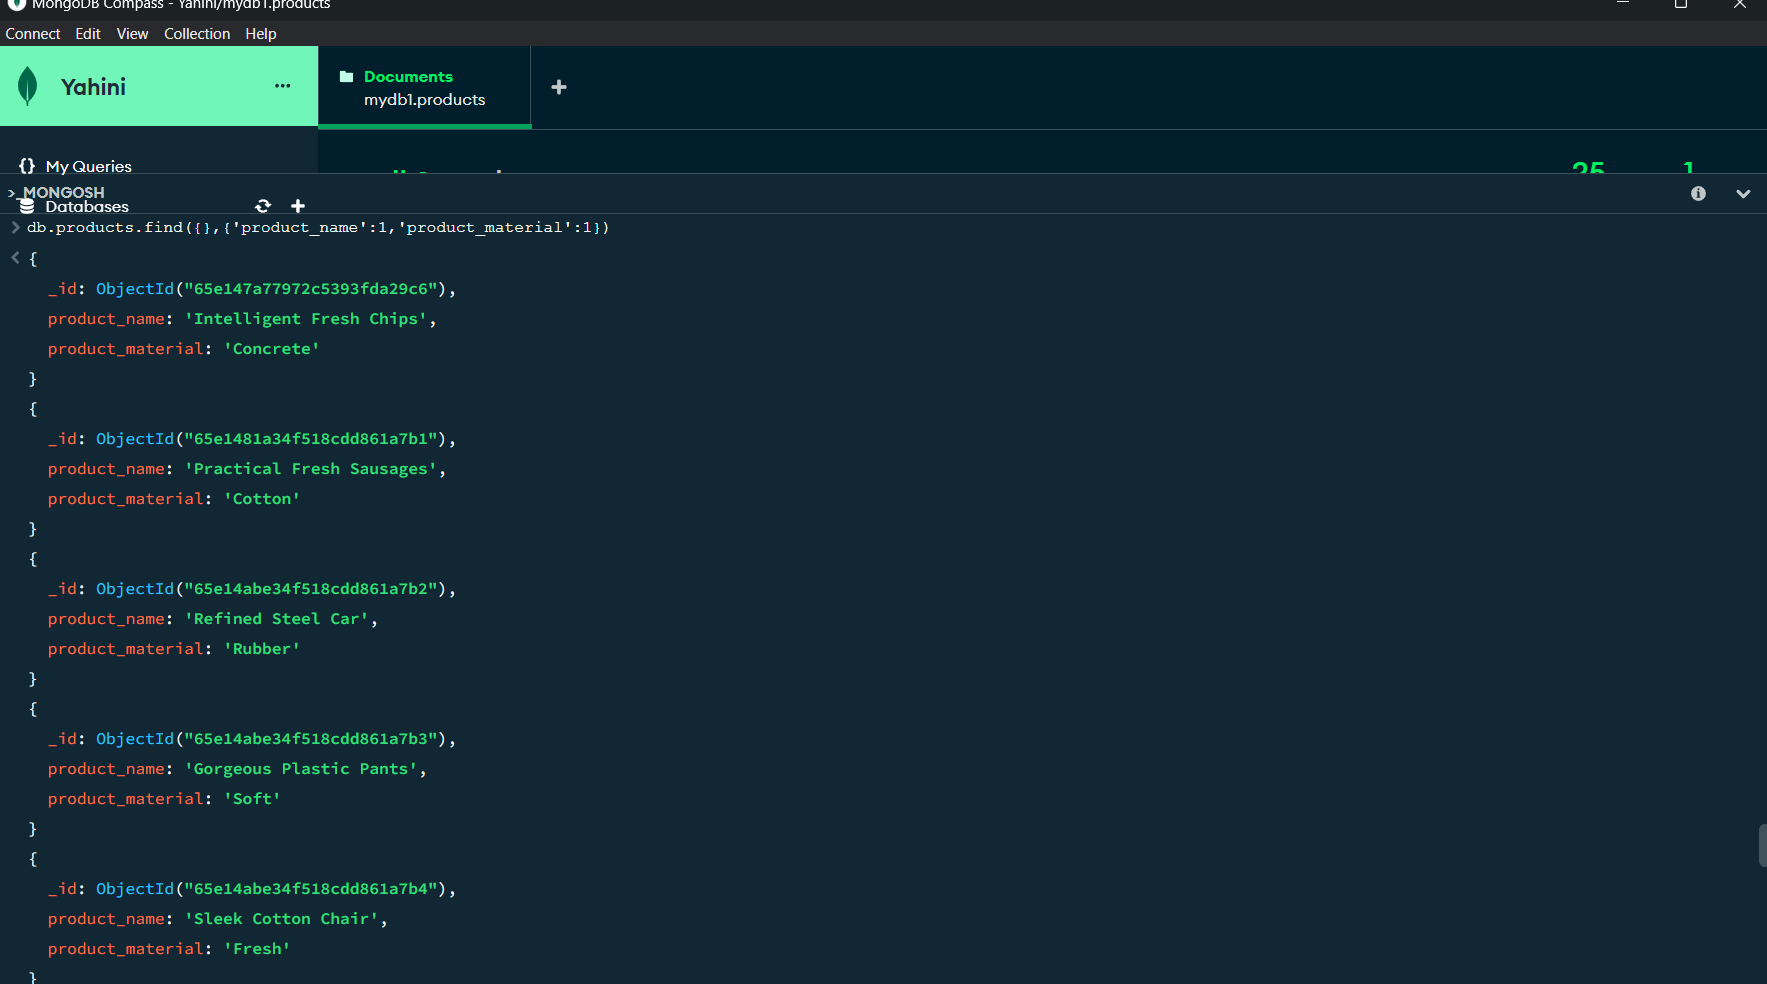 MongoDB Compass - Yahini/mydb1.products
Connect Edit View Collection Help
Yahini
Documents
mydb1.products
My Queries
25 1
>_MONGOSH
Databases
db.products.find({},{'product_name':1,'product_material':1})
{
_id: ObjectId("65e147a77972c5393fda29c6"),
product_name: 'Intelligent Fresh Chips',
product_material: 'Concrete'
}
{
_id: ObjectId("65e1481a34f518cdd861a7b1"),
product_name: 'Practical Fresh Sausages',
product_material: 'Cotton'
}
{
_id: ObjectId("65e14abe34f518cdd861a7b2"),
product_name: 'Refined Steel Car',
product_material: 'Rubber'
}
{
_id: ObjectId("65e14abe34f518cdd861a7b3"),
product_name: 'Gorgeous Plastic Pants',
product_material: 'Soft'
}
{
_id: ObjectId("65e14abe34f518cdd861a7b4"),
product_name: 'Sleek Cotton Chair',
product_material: 'Fresh'
}